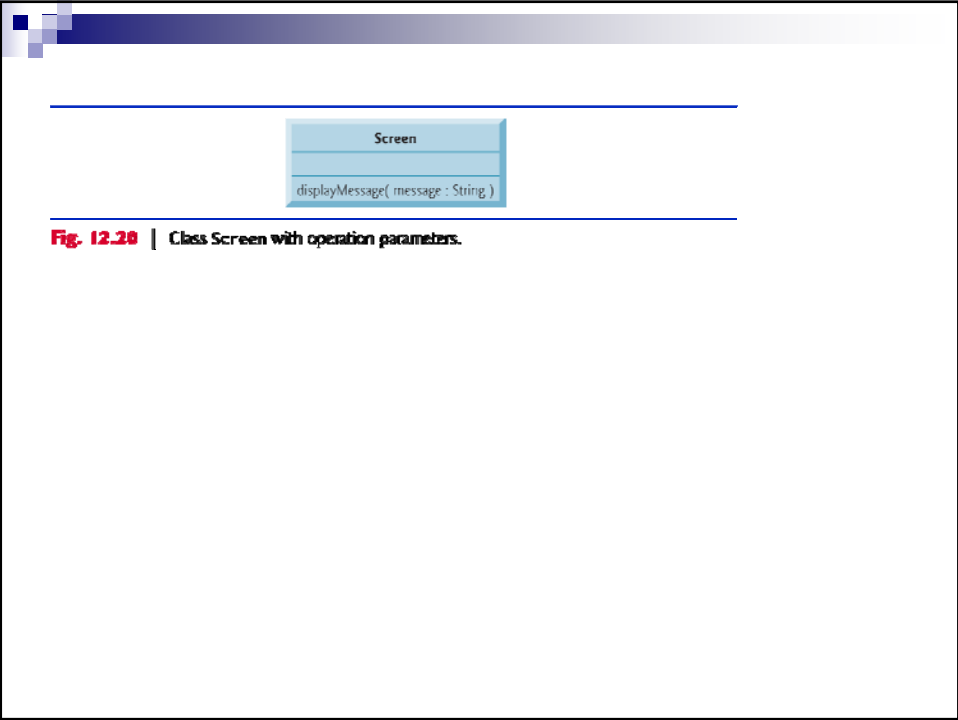 Screen
displayMessage( message : String )
Fig. 12.20 | Class Screen with operation parameters.